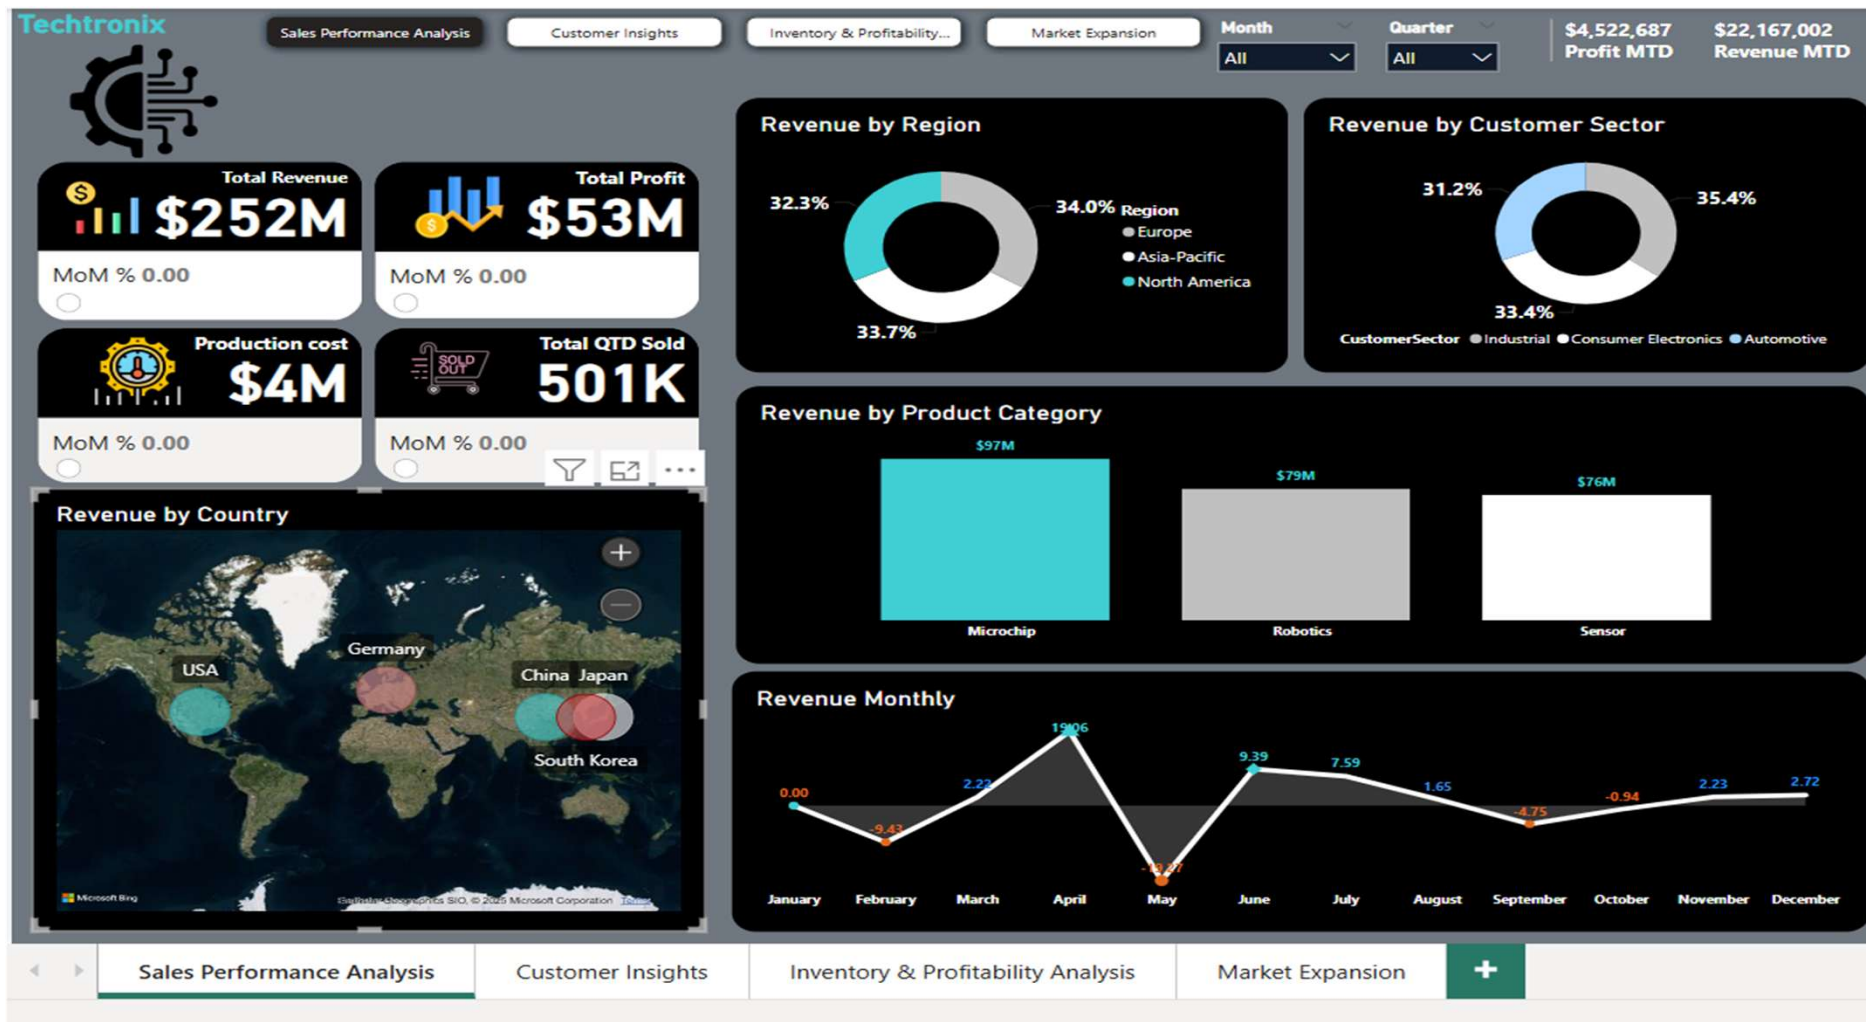 Techtronix
Sales Performance Analysis
Customer Insights
Inventory & Profitability...
Market Expansion
Month
All
Quarter
All
$4,522,687
Profit MTD
$22,167,002
Revenue MTD
Total Revenue
$252M
MoM % 0.00
Total Profit
$53M
MoM % 0.00
Production cost
$4M
MoM % 0.00
SOLD
OUT
Total QTD Sold
501K
MoM % 0.00
Revenue by Region
32.3%
34.0%
33.7%
Region
Europe
Asia-Pacific
North America
Revenue by Customer Sector
31.2%
35.4%
33.4%
CustomerSector Industrial Consumer Electronics Automotive
Revenue by Product Category
$97M
$79M
$76M
Microchip
Robotics
Sensor
Revenue by Country
USA
Germany
China Japan
South Korea
Microsoft Bing
© 2025 Microsoft Corporation
Revenue Monthly
0.00
-9.43
2.22
19.06
9.39
7.59
1.65
-4.75
-0.94
2.23
2.72
January February March April May June July August September October November December
Sales Performance Analysis
Customer Insights
Inventory & Profitability Analysis
Market Expansion